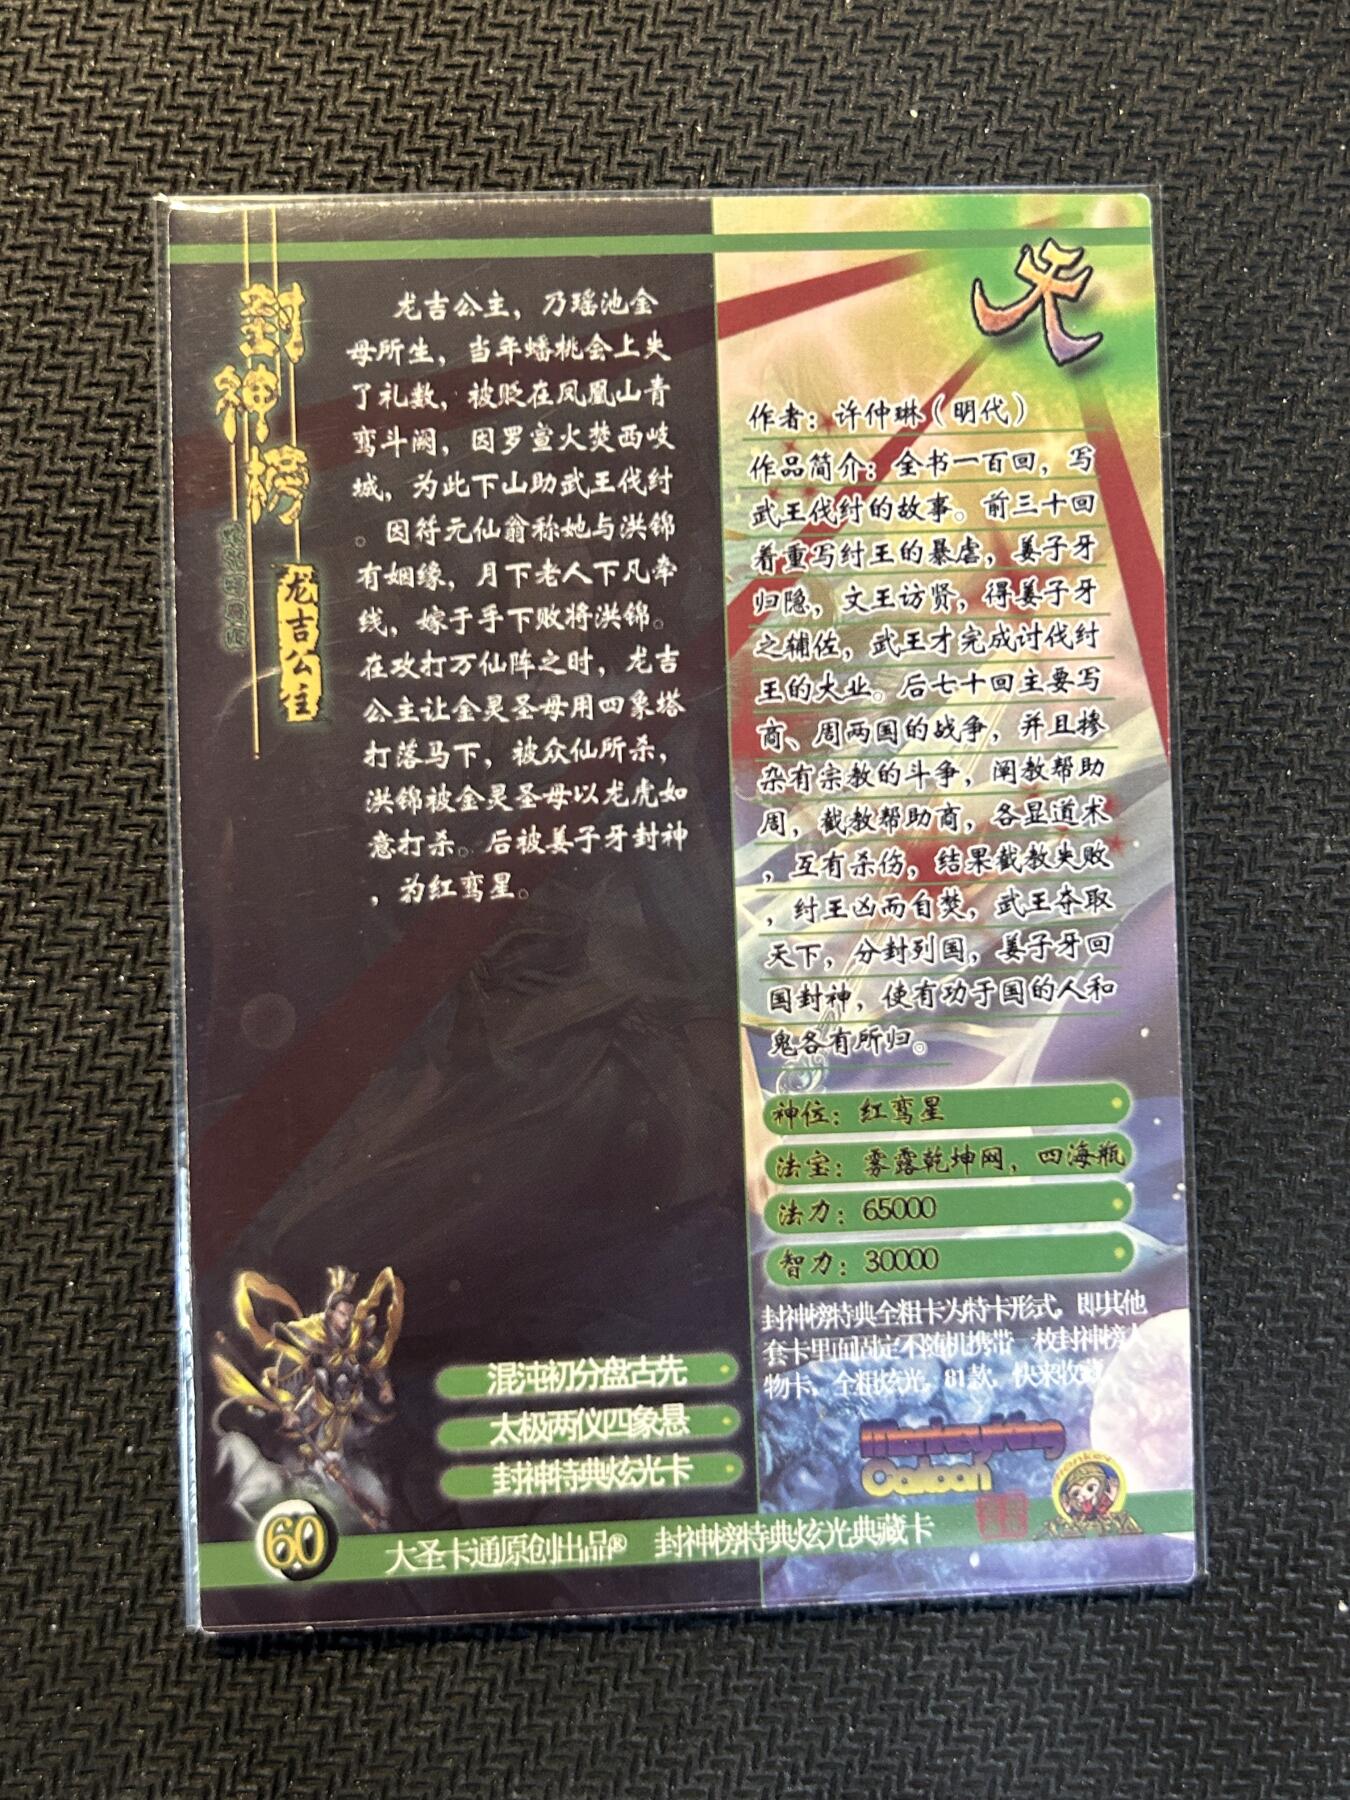 封神榜
龙吉公主
龙吉公主，乃瑶池金
母所生，当年蟠桃会上失
了礼数，被贬在凤凰山青
鸾斗阙，因罗宣火焚西岐
城，为此下山助武王伐纣
。因符元仙翁称她与洪锦
有姻缘，月下老人下凡牵
线，嫁于手下败将洪锦。
在攻打万仙阵之时，龙吉
公主让金灵圣母用四象塔
打落马下，被众仙所杀，
洪锦被金灵圣母以龙虎如
意打杀。后被姜子牙封神
，为红鸾星。
作者：许仲琳（明代）
作品简介：全书一百回，写
武王伐纣的故事。前三十回
着重写纣王的暴虐，姜子牙
归隐，文王访贤，得姜子牙
之辅佐，武王才完成讨伐纣
王的大业。后七十回主要写
商、周两国的战争，并且掺
杂有宗教的斗争，阐教帮助
周，截教帮助商，各显道术
，互有杀伤，结果截教失败
，纣王凶而自焚，武王夺取
天下，分封列国，姜子牙回
国封神，使有功于国的人和
鬼各有所归。
神位：红鸾星
法宝：雾露乾坤网，四海瓶
法力：65000
智力：30000
封神榜特典全粗卡为特卡形式，即其他
套卡里面固定不随机携带一枚封神榜人
物卡，全粗炫光，81款，快来收藏
混沌初分盘古先
太极两仪四象悬
封神特典炫光卡
MonkeyKing
Catoon
60
大圣卡通原创出品® 封神榜特典炫光典藏卡